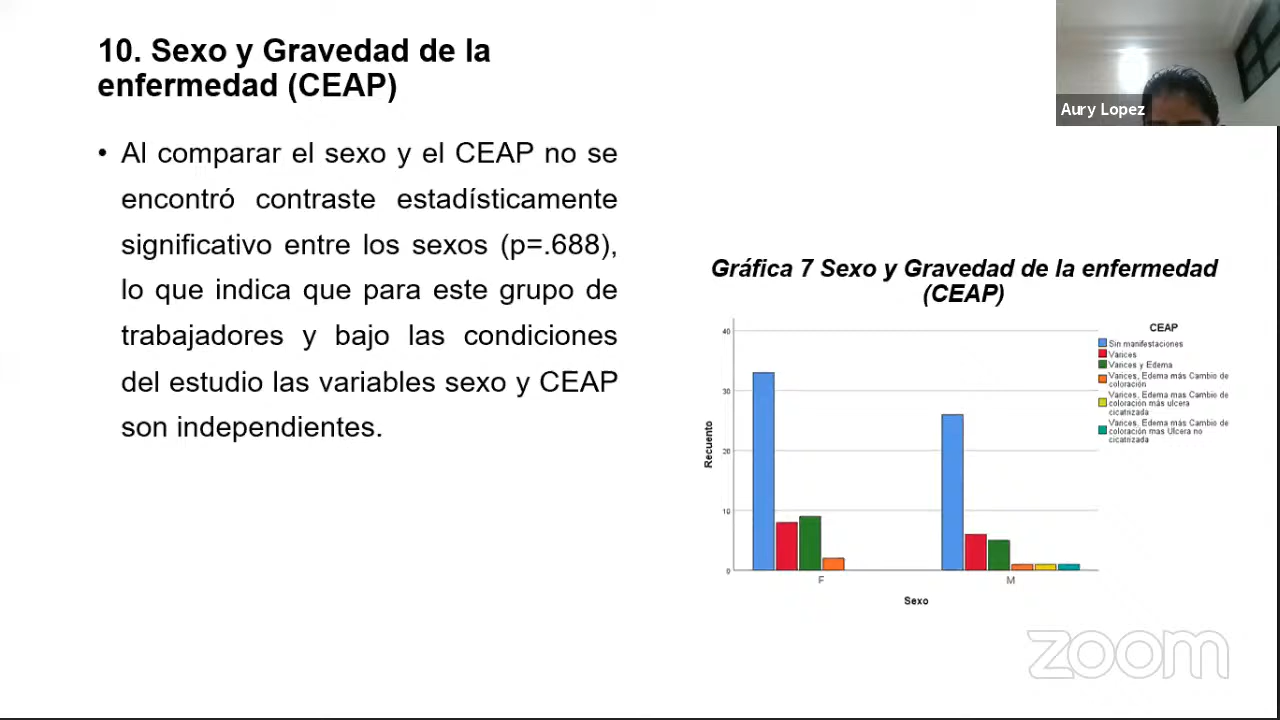 10. Sexo y Gravedad de la
enfermedad (CEAP)
• Al comparar el sexo y el CEAP no se
encontró contraste estadísticamente
significativo entre los sexos (p=.688),
lo que indica que para este grupo de
trabajadores y bajo las condiciones
del estudio las variables sexo y CEAP
son independientes.
Aury Lopez
Gráfica 7 Sexo y Gravedad de la enfermedad
(CEAP)
CEAP
Sin manifestaciones
Varices
Varices y Edema
Varices, Edema más Cambio de
coloración
Varices, Edema mas Cambio de
coloración más ulcera
cicatrizada
Varices, Edema más Cambio de
coloración mas Ulcera no
cicatrizada
Recuento
40
30
20
10
0
F
M
Sexo
zoom